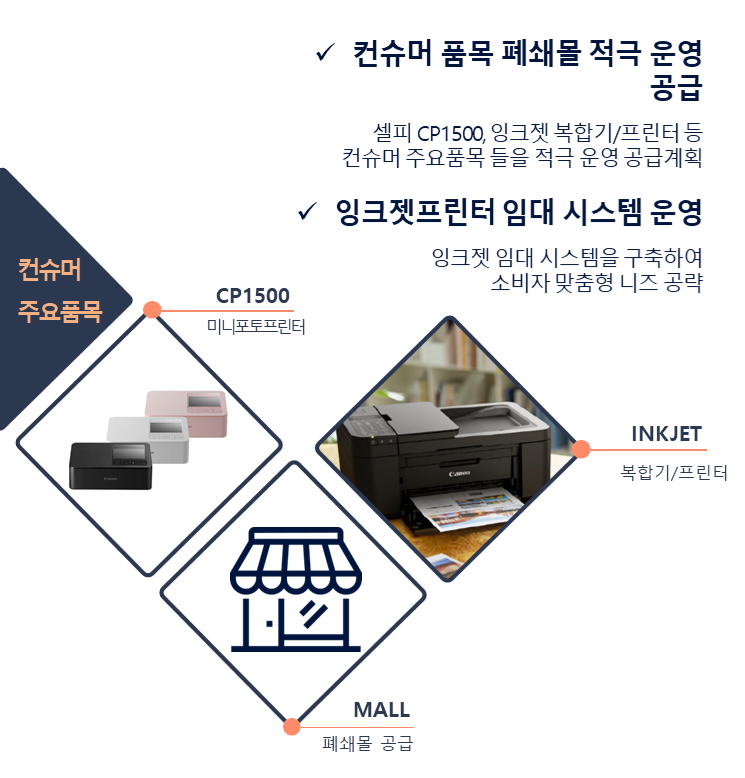 ✓ 컨슈머 품목 폐쇄몰 적극 운영
공급
셀피 CP1500, 잉크젯 복합기/프린터 등
컨슈머 주요품목 들을 적극 운영 공급계획
✓ 잉크젯프린터 임대 시스템 운영
잉크젯 임대 시스템을 구축하여
소비자 맞춤형 니즈 공략
컨슈머
주요품목
CP1500
미니포토프린터
Canon
Canon
INKJET
복합기/프린터
MALL
폐쇄몰 공급